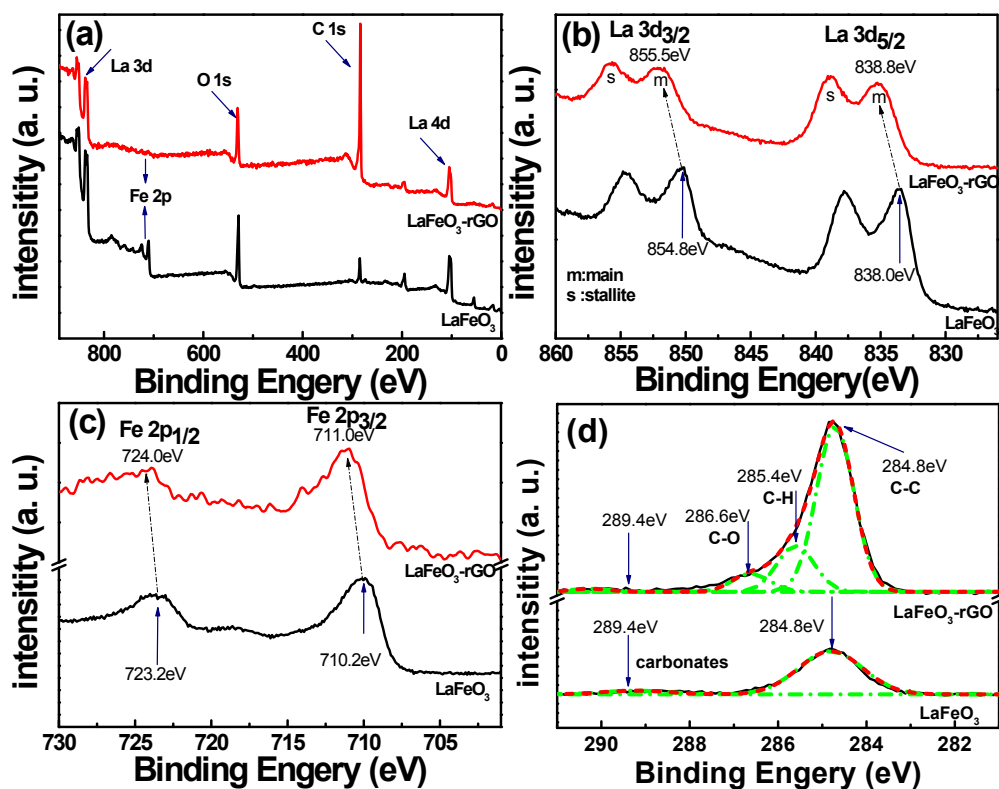 (a)
C 1s
La 3d
O 1s
La 4d
Fe 2p
LaFeO3-rGO
LaFeO3
intensitity (a. u.)
800 600 400 200 0
Binding Engery (eV)
(b)
La 3d3/2
La 3d5/2
855.5eV
838.8eV
s
m
s
m
LaFeO3-rGO
854.8eV
838.0eV
m:main
s :stallite
LaFeO3
intensitity (a. u.)
860 855 850 845 840 835 830
Binding Engery(eV)
(c)
Fe 2p1/2
Fe 2p3/2
724.0eV
711.0eV
LaFeO3-rGO
723.2eV
710.2eV
LaFeO3
intensitity (a. u.)
730 725 720 715 710 705
Binding Engery (eV)
(d)
284.8eV
C-C
285.4eV
C-H
286.6eV
C-O
289.4eV
LaFeO3-rGO
289.4eV
284.8eV
carbonates
LaFeO3
intensitity (a. u.)
290 288 286 284 282
Binding Engery (eV)